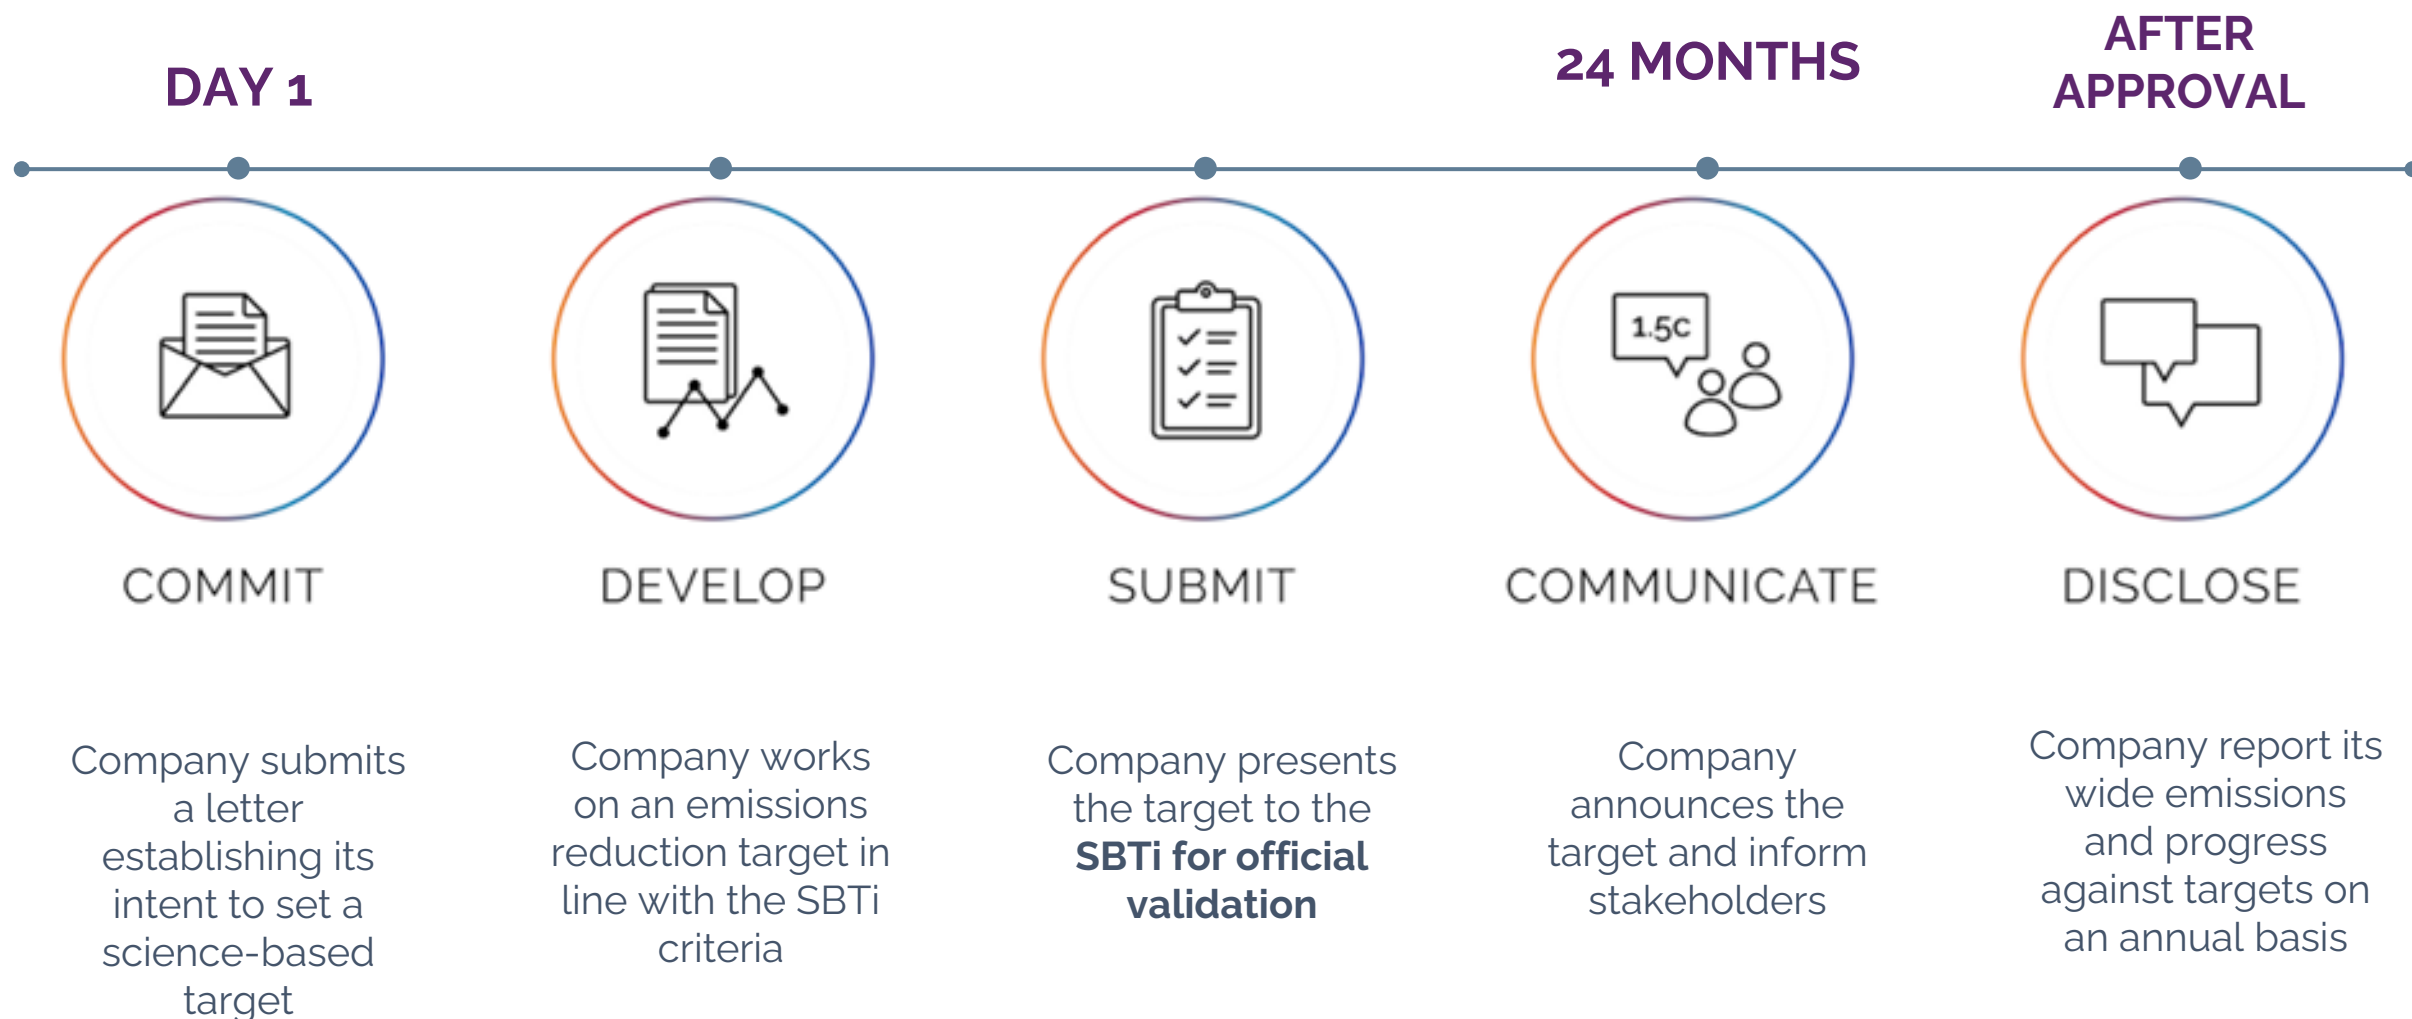 DAY 1
24 MONTHS
AFTER
APPROVAL
1.5c
COMMIT
DEVELOP
SUBMIT
COMMUNICATE
DISCLOSE
Company submits
a letter
establishing its
intent to set a
science-based
target
Company works
on an emissions
reduction target in
line with the SBTi
criteria
Company presents
the target to the
SBTi for official
validation
Company
announces the
target and inform
stakeholders
Company report its
wide emissions
and progress
against targets on
an annual basis